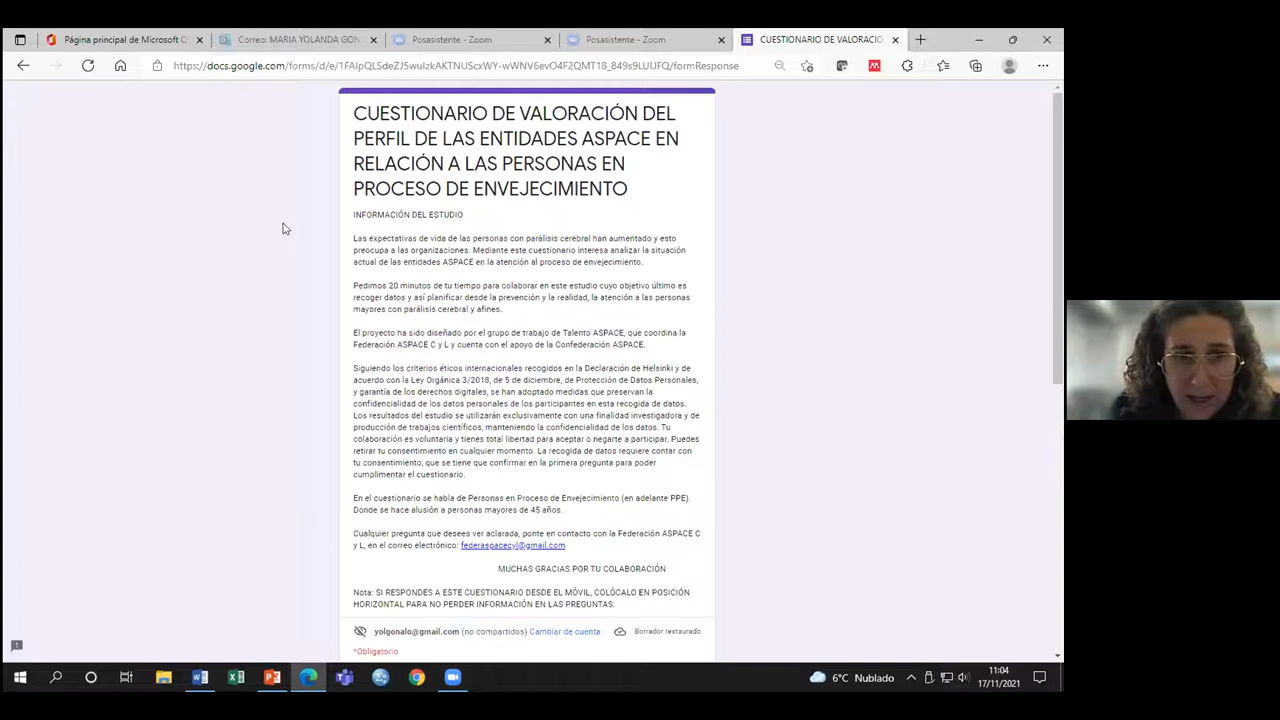 Página principal de Microsoft O
Correo: MARIA YOLANDA GON
Posasistente - Zoom
Posasistente - Zoom
CUESTIONARIO DE VALORACIÓ
https://docs.google.com/forms/d/e/1FAIpQLSdeZJ5wuIzkAKTNUScxWY-wWNV6evO4F2QMT18_849s9LUUFQ/formResponse
CUESTIONARIO DE VALORACIÓN DEL
PERFIL DE LAS ENTIDADES ASPACE EN
RELACIÓN A LAS PERSONAS EN
PROCESO DE ENVEJECIMIENTO
INFORMACIÓN DEL ESTUDIO
Las expectativas de vida de las personas con parálisis cerebral han aumentado y esto
preocupa a las organizaciones. Mediante este cuestionario interesa analizar la situación
actual de las entidades ASPACE en la atención al proceso de envejecimiento.
Pedimos 20 minutos de tu tiempo para colaborar en este estudio cuyo objetivo último es
recoger datos y así planificar desde la prevención y la realidad, la atención a las personas
mayores con parálisis cerebral y afines.
El proyecto ha sido diseñado por el grupo de trabajo de Talento ASPACE, que coordina la
Federación ASPACE C y L y cuenta con el apoyo de la Confederación ASPACE.
Siguiendo los criterios éticos internacionales recogidos en la Declaración de Helsinki y de
acuerdo con la Ley Orgánica 3/2018, de 5 de diciembre, de Protección de Datos Personales,
y garantía de los derechos digitales, se han adoptado medidas que preservan la
confidencialidad de los datos personales de los participantes en esta recogida de datos.
Los resultados del estudio se utilizarán exclusivamente con una finalidad investigadora y de
producción de trabajos científicos, manteniendo la confidencialidad de los datos. Tu
colaboración es voluntaria y tienes total libertad para aceptar o negarte a participar. Puedes
retirar tu consentimiento en cualquier momento. La recogida de datos requiere contar con
tu consentimiento, que se tiene que confirmar en la primera pregunta para poder
cumplimentar el cuestionario.
En el cuestionario se habla de Personas en Proceso de Envejecimiento (en adelante PPE).
Donde se hace alusión a personas mayores de 45 años.
Cualquier pregunta que desees ver aclarada, ponte en contacto con la Federación ASPACE C
y L, en el correo electrónico: federaspacecyl@gmail.com
MUCHAS GRACIAS POR TU COLABORACIÓN
Nota: SI RESPONDES A ESTE CUESTIONARIO DESDE EL MÓVIL, COLÓCALO EN POSICIÓN
HORIZONTAL PARA NO PERDER INFORMACIÓN EN LAS PREGUNTAS.
yolgonalo@gmail.com (no compartidos) Cambiar de cuenta
Borrador restaurado
*Obligatorio
6°C Nublado
11:04
17/11/2021